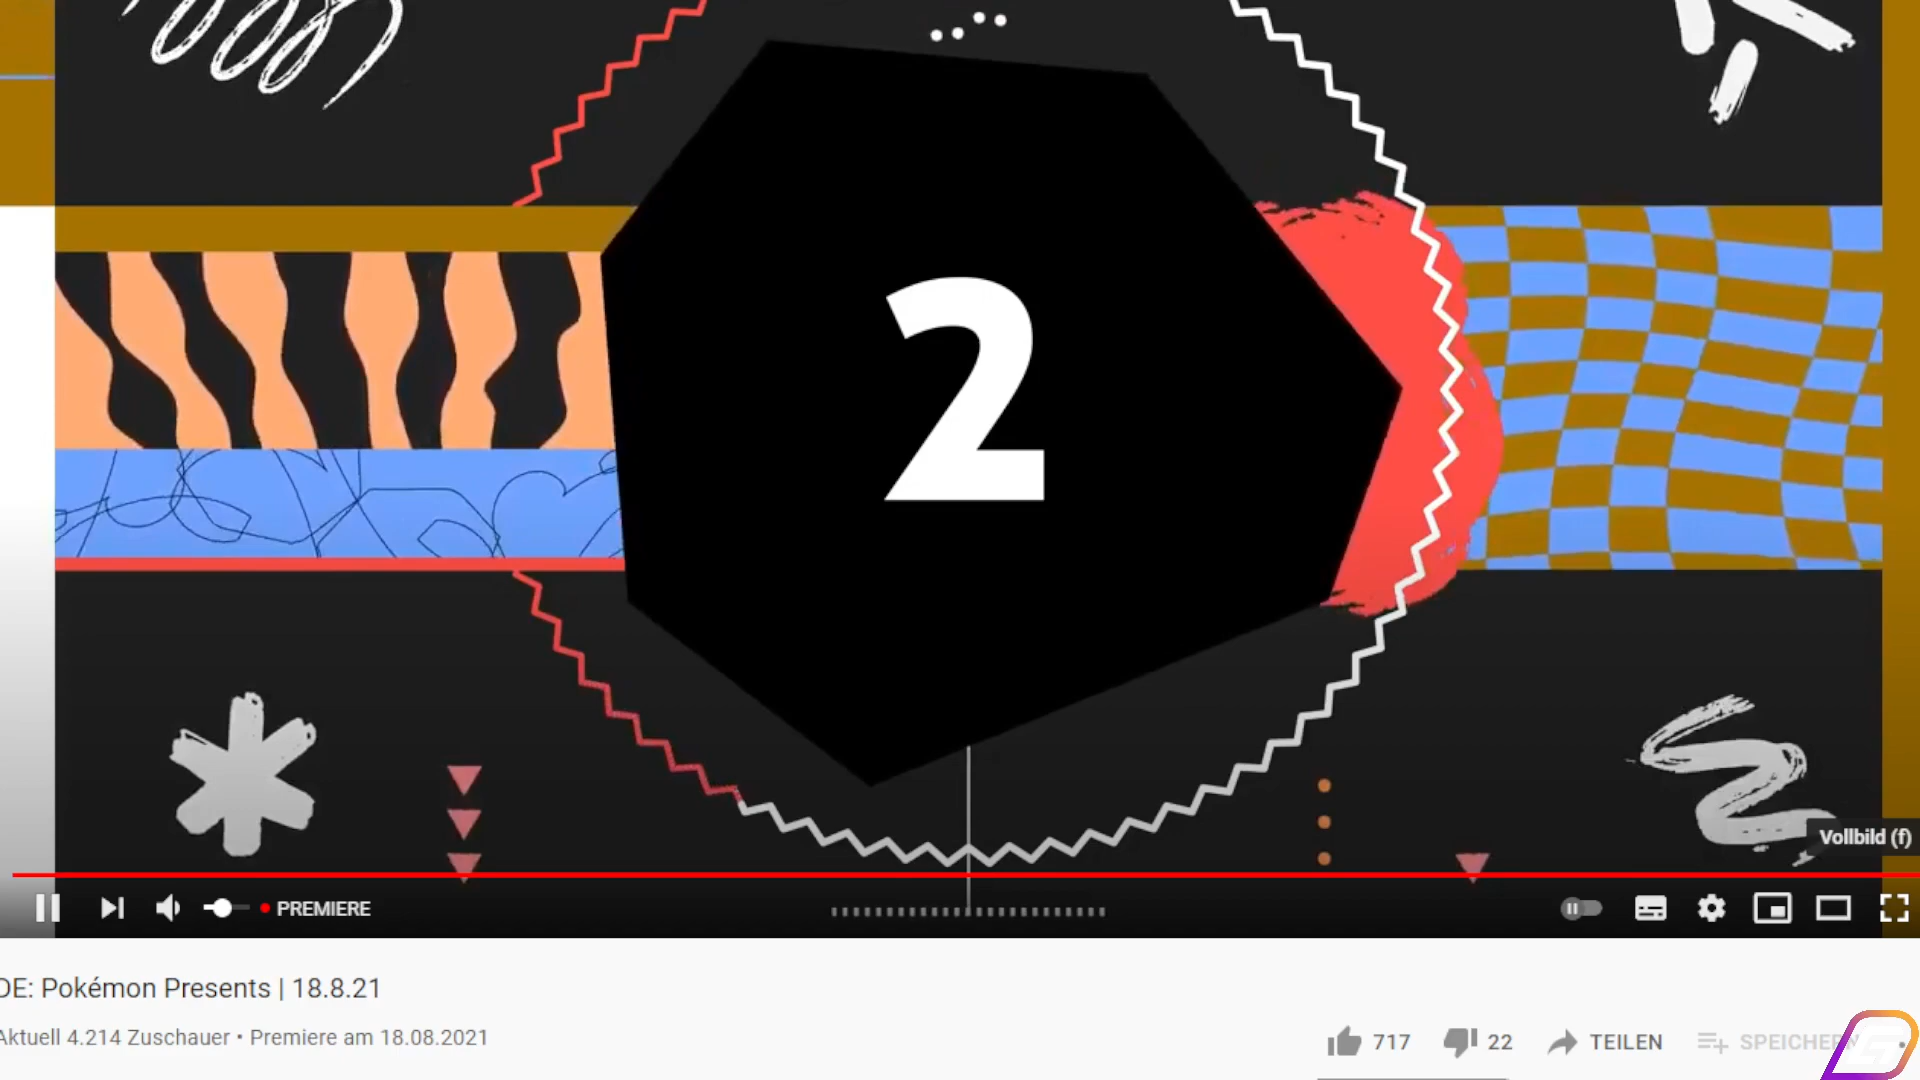 2
Vollbild (f)
PREMIERE
DE: Pokémon Presents | 18.8.21
Aktuell 4.214 Zuschauer • Premiere am 18.08.2021
717 22 TEILEN SPEICHERN